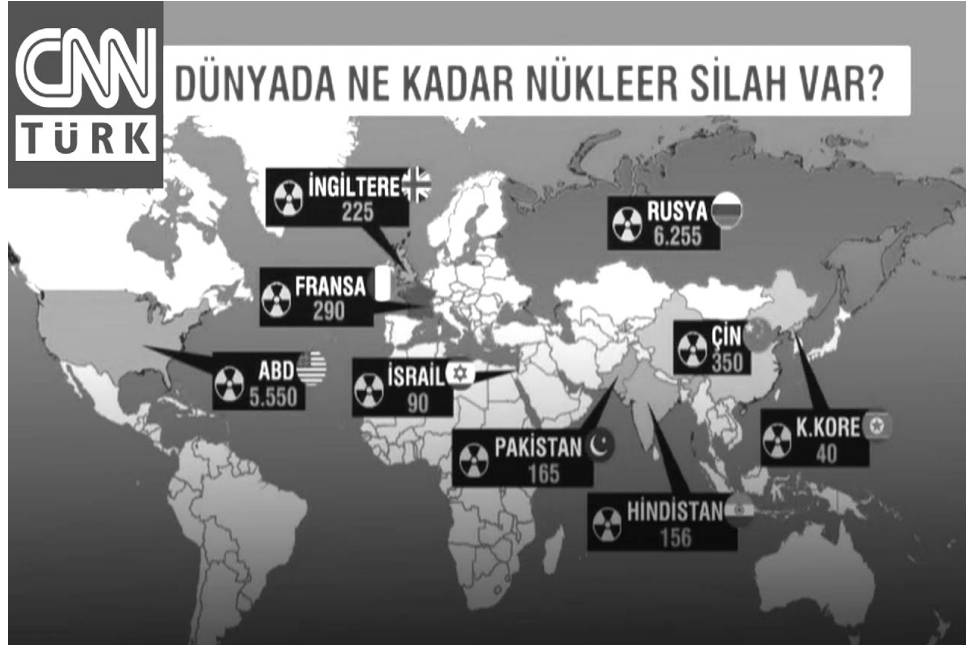 CNN
TÜRK
DÜNYADA NE KADAR NÜKLEER SİLAH VAR?
İNGİLTERE
225
RUSYA
6.255
FRANSA
290
ÇİN
350
ABD
5.550
İSRAİL
90
K.KORE
40
PAKİSTAN
165
HİNDİSTAN
156